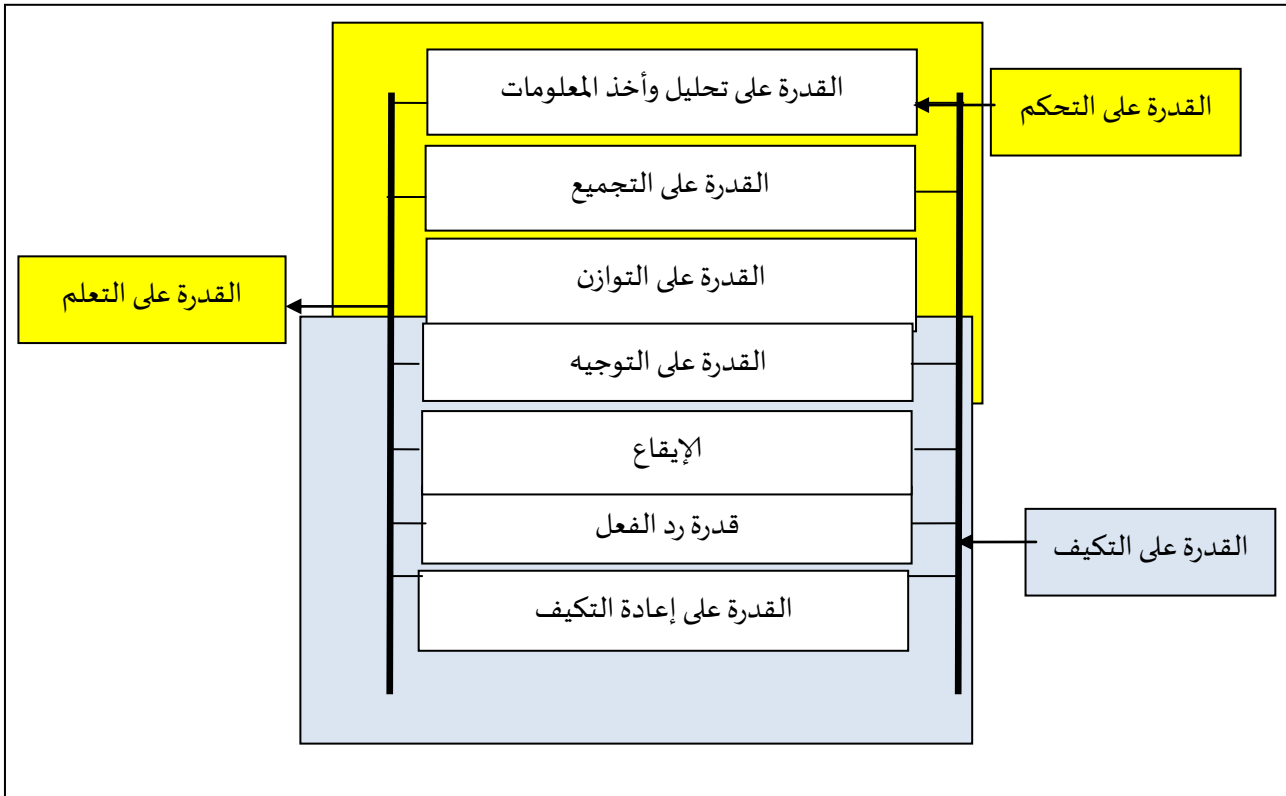 القدرة على تحليل وأخذ المعلومات
القدرة على التحكم
القدرة على التجميع
القدرة على التوازن
القدرة على التعلم
القدرة على التوجيه
الإيقاع
قدرة رد الفعل
القدرة على التكيف
القدرة على إعادة التكيف